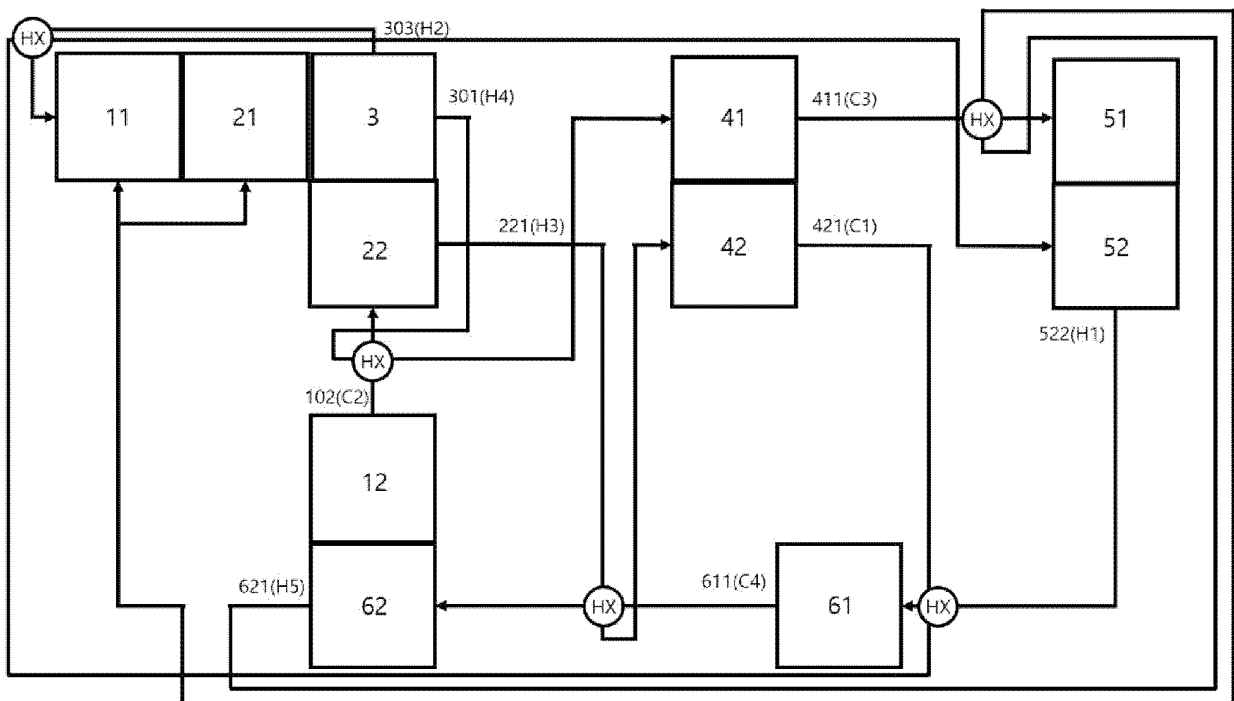 303(H2)
HX
301(H4)
411(C3)
11
21
3
41
HX
51
221(H3)
421(C1)
22
42
52
522(H1)
HX
102(C2)
12
621(H5)
611(C4)
62
HX
61
HX